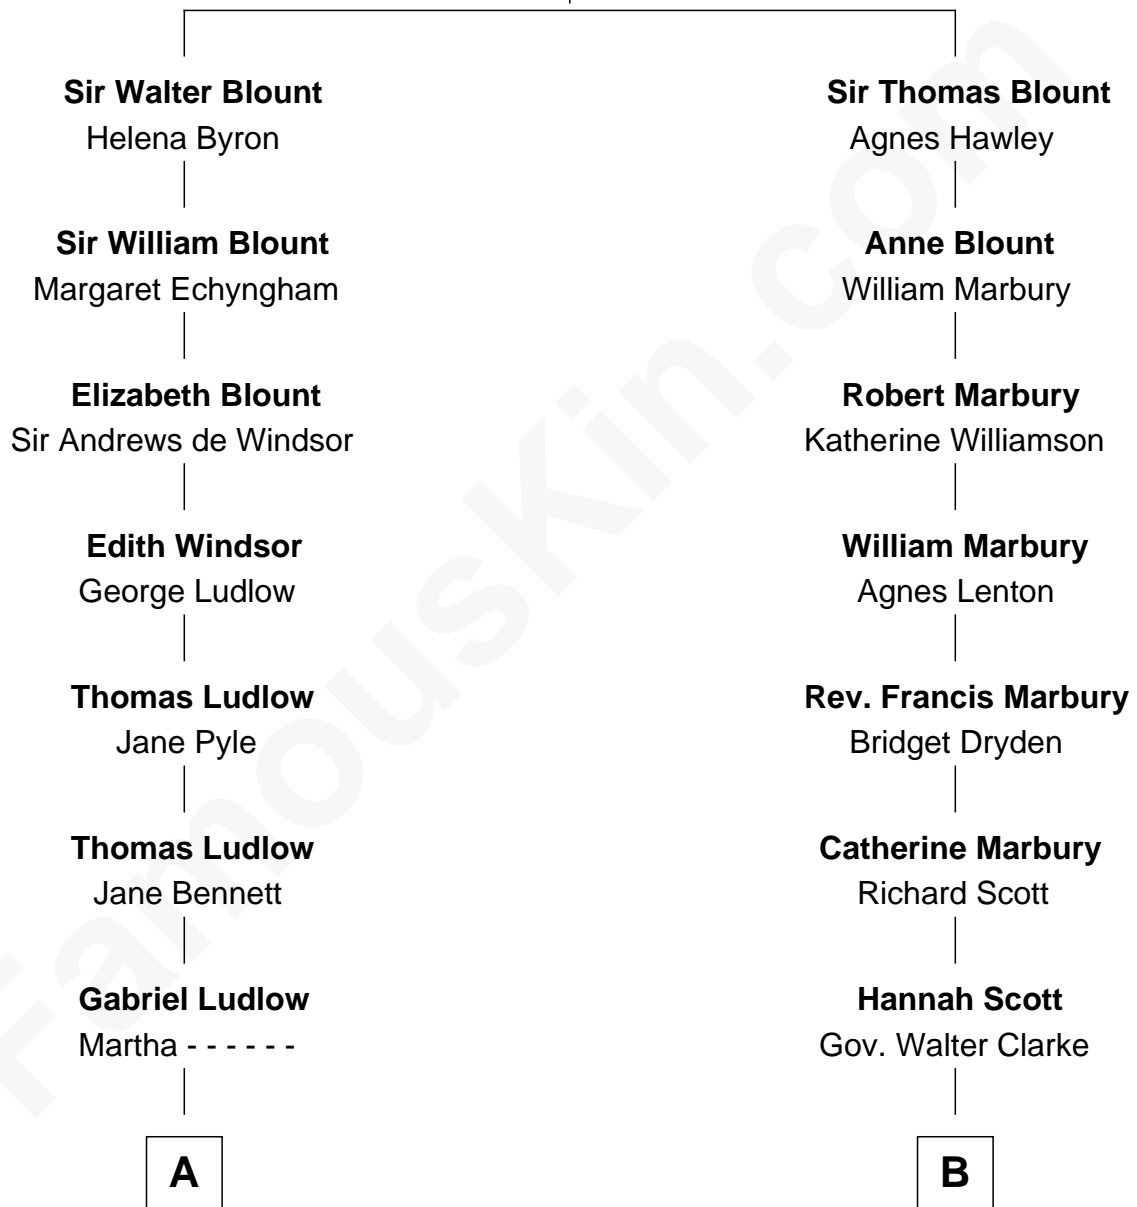 Sir Walter Blount
Helena Byron
Sir William Blount
Margaret Echyngham
Elizabeth Blount
Sir Andrews de Windsor
Edith Windsor
George Ludlow
Thomas Ludlow
Jane Pyle
Thomas Ludlow
Jane Bennett
Gabriel Ludlow
Martha - - - - - -
A
Sir Thomas Blount
Agnes Hawley
Anne Blount
William Marbury
Robert Marbury
Katherine Williamson
William Marbury
Agnes Lenton
Rev. Francis Marbury
Bridget Dryden
Catherine Marbury
Richard Scott
Hannah Scott
Gov. Walter Clarke
B
FamousKin.com